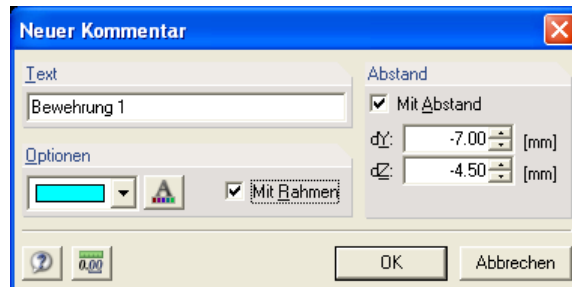 Neuer Kommentar
Text
Bewehrung 1
Optionen
A
Mit Rahmen
Abstand
Mit Abstand
dY: -7.00 [mm]
dZ: -4.50 [mm]
? 0.00
OK Abbrechen